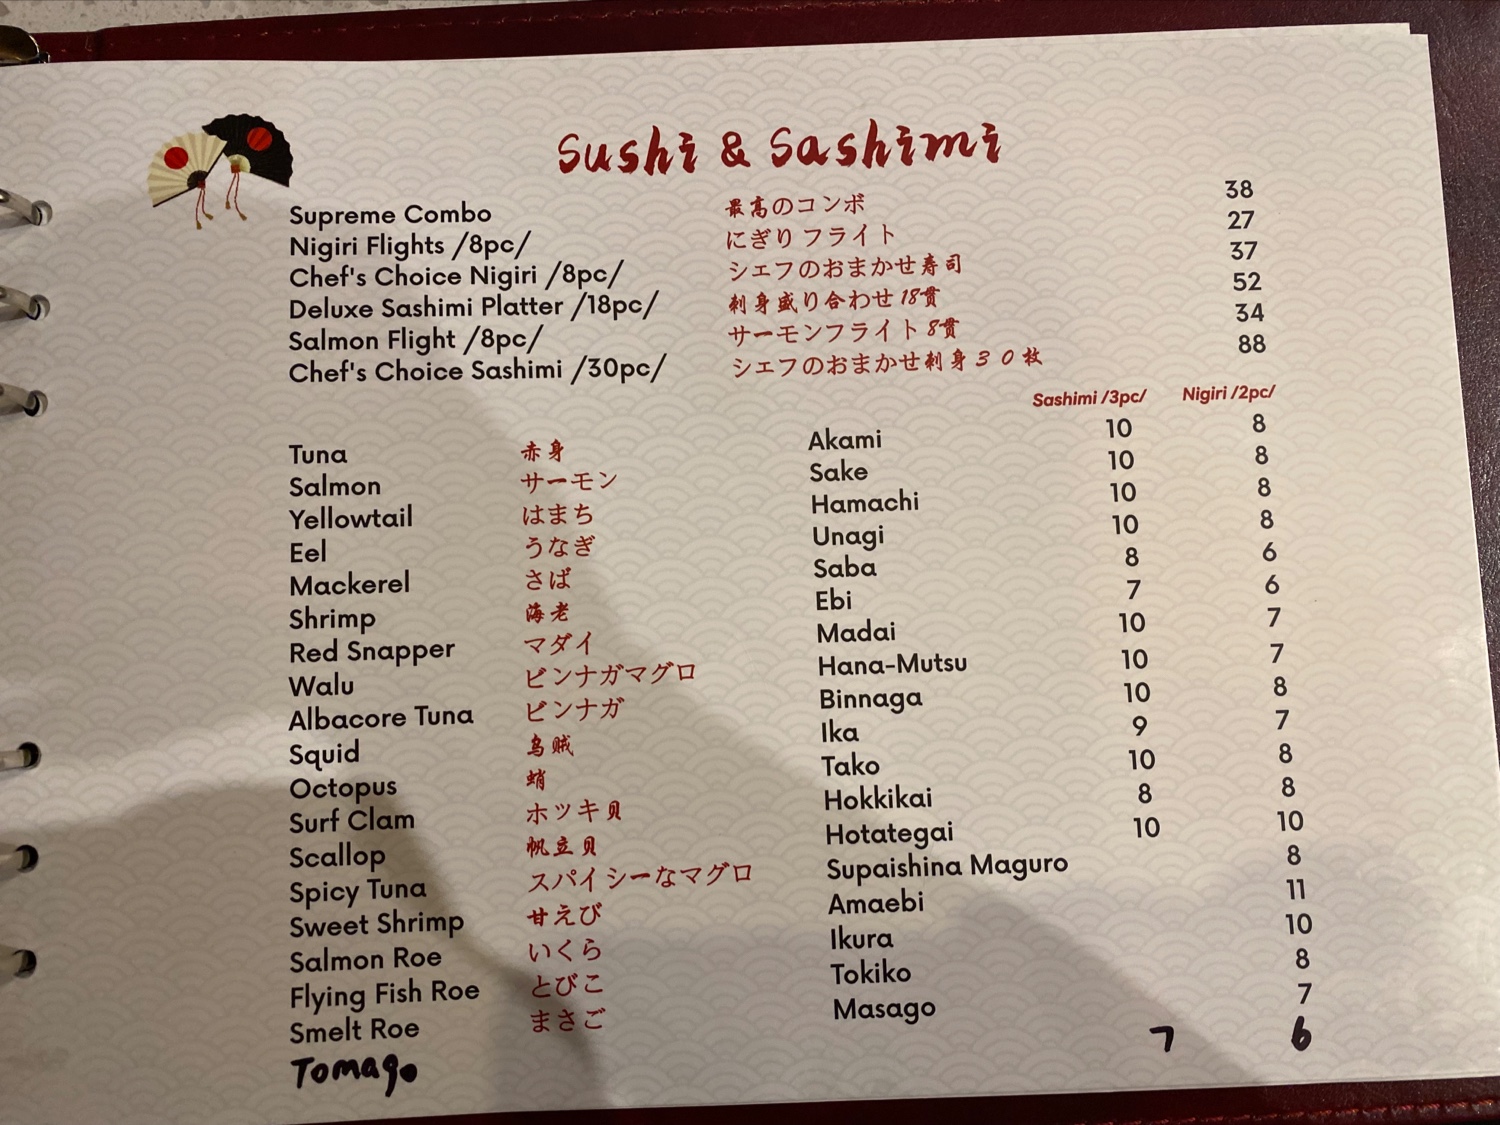 Sushi & Sashimi
Supreme Combo 最高のコンボ 38
Nigiri Flights /8pc/ にぎりフライト 27
Chef's Choice Nigiri /8pc/ シェフのおまかせ寿司 37
Deluxe Sashimi Platter /18pc/ 刺身盛り合わせ 18貫 52
Salmon Flight /8pc/ サーモンフライト 8貫 34
Chef's Choice Sashimi /30pc/ シェフのおまかせ刺身３０枚 88
Sashimi /3pc/ Nigiri /2pc/
Tuna 赤身 Akami 10 8
Salmon サーモン Sake 10 8
Yellowtail はまち Hamachi 10 8
Eel うなぎ Unagi 10 8
Mackerel さば Saba 8 6
Shrimp 海老 Ebi 7 6
Red Snapper マダイ Madai 10 7
Walu ビンナガマグロ Hana-Mutsu 10 7
Albacore Tuna ビンナガ Binnaga 10 8
Squid 烏賊 Ika 9 7
Octopus 蛸 Tako 10 8
Surf Clam ホッキ貝 Hokkikai 8 8
Scallop 帆立貝 Hotategai 10 10
Spicy Tuna スパイシーなマグロ Supaishina Maguro 8
Sweet Shrimp 甘えび Amaebi 11
Salmon Roe いくら Ikura 10
Flying Fish Roe とびこ Tokiko 8
Smelt Roe まさご Masago 7
Tomago 7 6